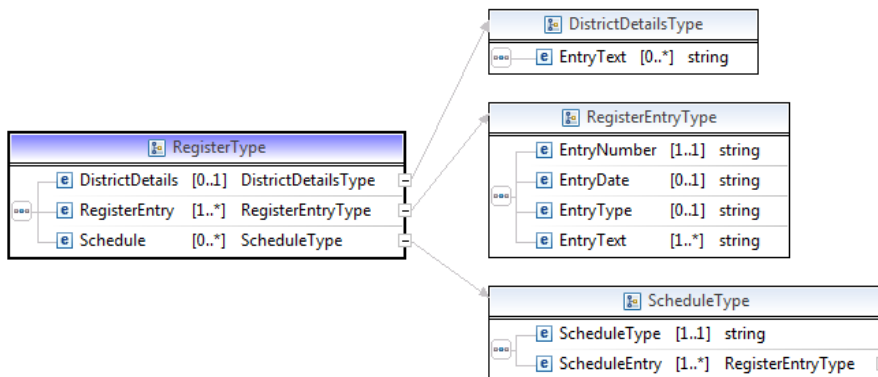 DistrictDetailsType
EntryText [0..*] string
RegisterEntryType
EntryNumber [1..1] string
EntryDate [0..1] string
EntryType [0..1] string
EntryText [1..*] string
RegisterType
DistrictDetails [0..1] DistrictDetailsType
RegisterEntry [1..*] RegisterEntryType
Schedule [0..*] ScheduleType
ScheduleType
ScheduleType [1..1] string
ScheduleEntry [1..*] RegisterEntryType